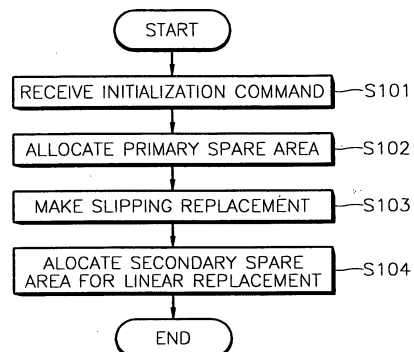 START
RECEIVE INITIALIZATION COMMAND
S101
ALLOCATE PRIMARY SPARE AREA
S102
MAKE SLIPPING REPLACEMENT
S103
ALOCATE SECONDARY SPARE
AREA FOR LINEAR REPLACEMENT
S104
END